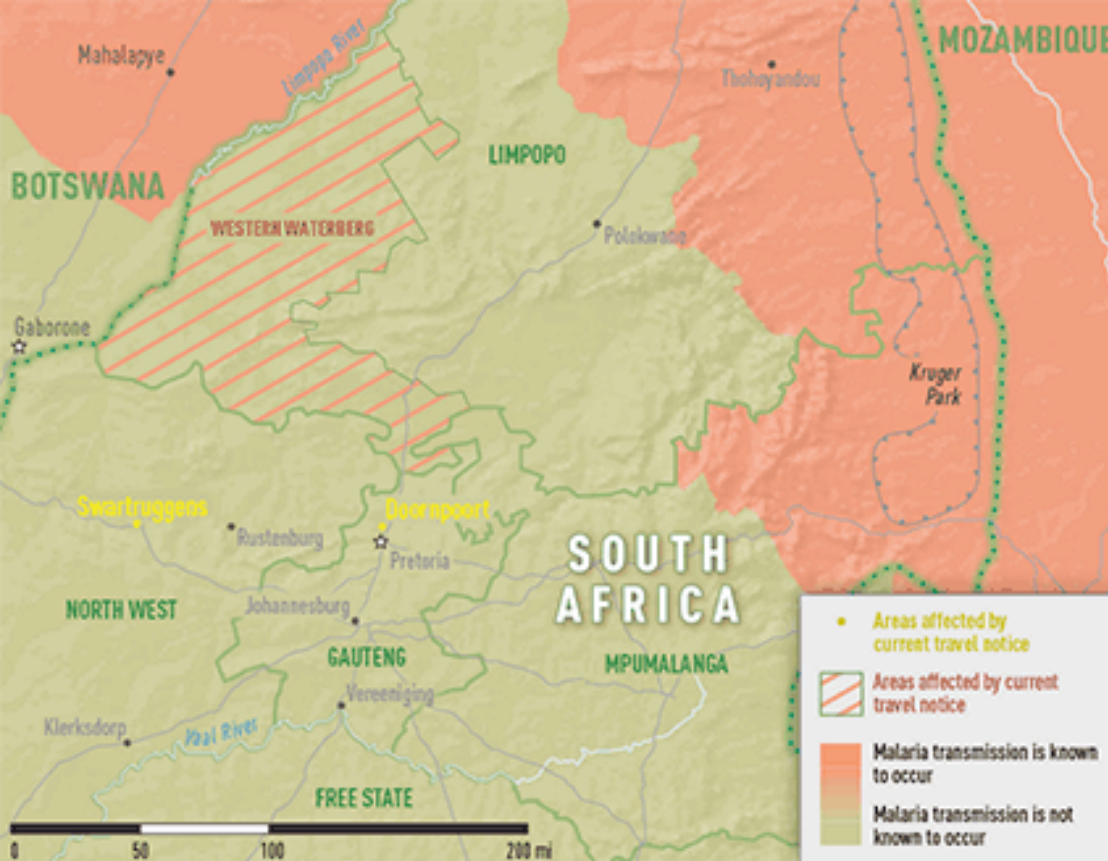 MOZAMBIQUE
Mahalapye
Limpopo River
Thohoyandou
LIMPOPO
BOTSWANA
WESTERN WATERBERG
Polokwane
Gaborone
Kruger
Park
Swartruggens
Doornpoort
Rustenburg
Pretoria
SOUTH
AFRICA
NORTH WEST
Johannesburg
GAUTENG
MPUMALANGA
Vereeniging
Klerksdorp
Vaal River
FREE STATE
0 50 100 200 mi
Areas affected by
current travel notice
Areas affected by current
travel notice
Malaria transmission is known
to occur
Malaria transmission is not
known to occur